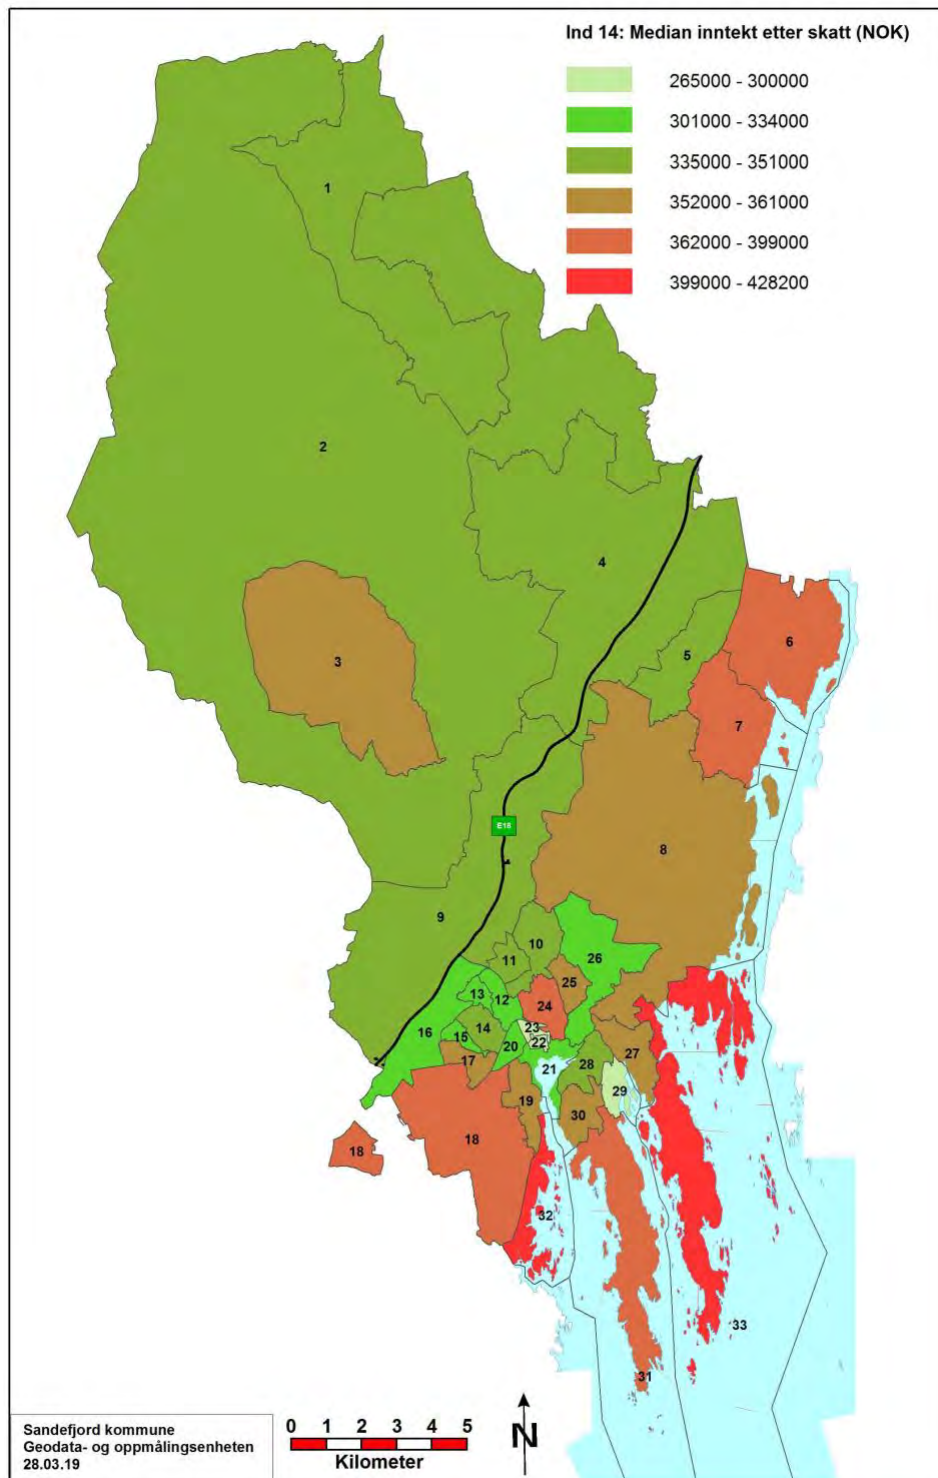 Ind 14: Median inntekt etter skatt (NOK)
265000 - 300000
301000 - 334000
335000 - 351000
352000 - 361000
362000 - 399000
399000 - 428200
1
2
4
3
5
6
7
E18
8
9
10
26
11
25
13
12
24
16
23
14
15
20
22
27
17
28
21
29
19
30
18
18
32
33
31
Sandefjord kommune
Geodata- og oppmålingsenheten
28.03.19
0 1 2 3 4 5
Kilometer
N